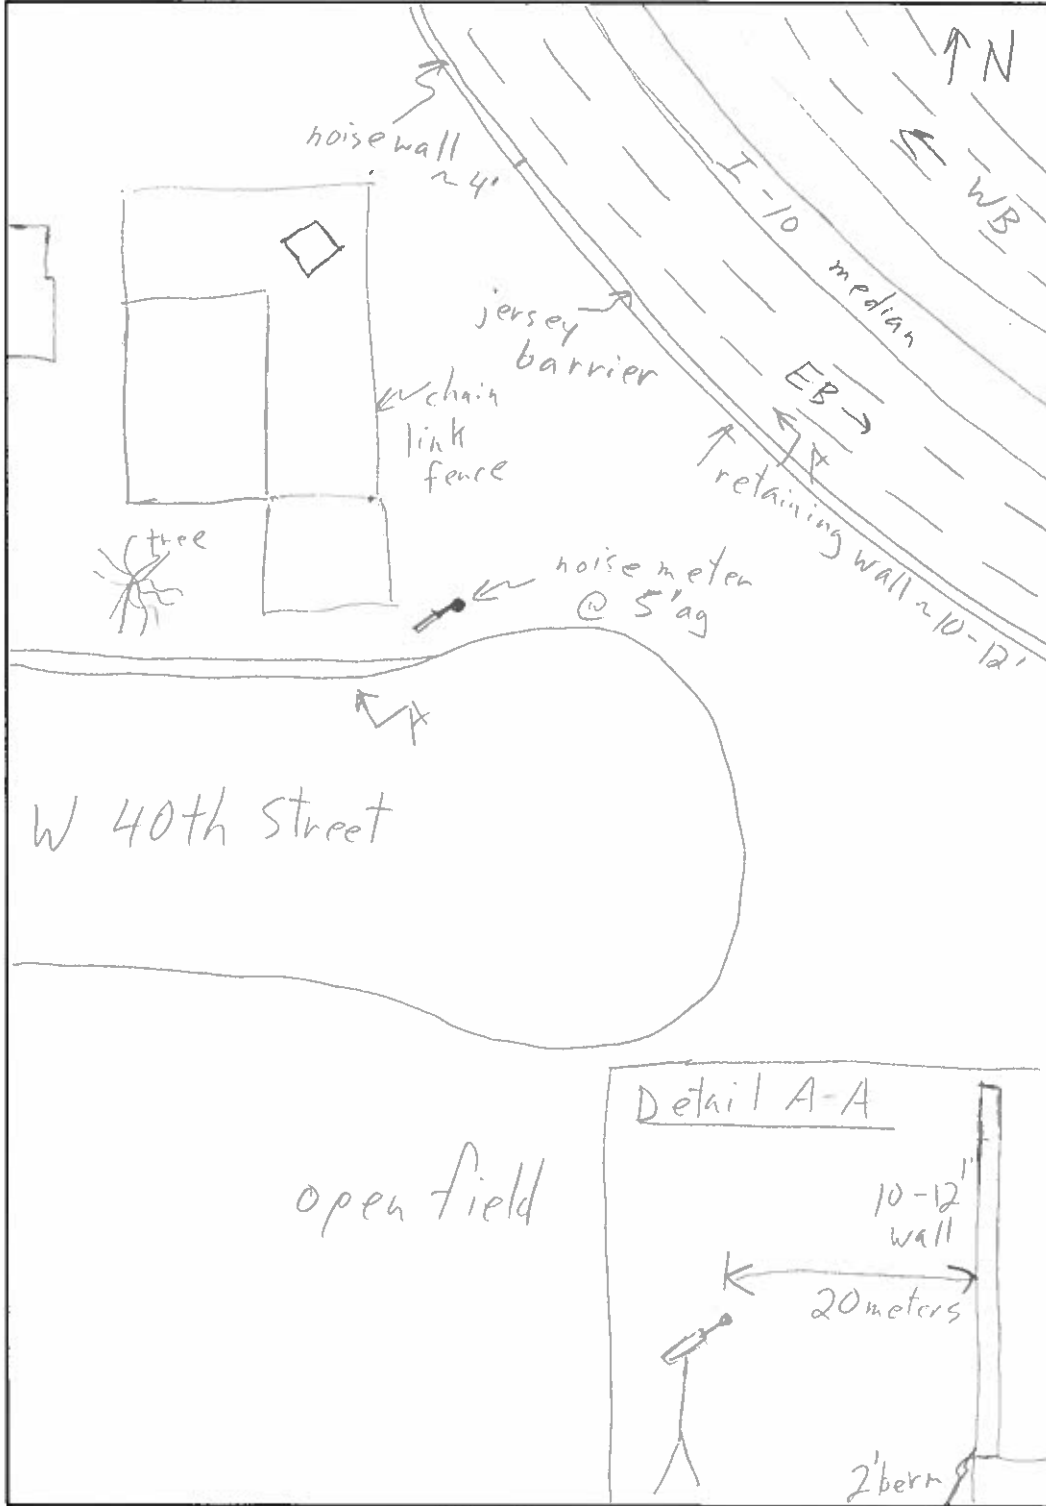 N
noise wall
~ 4'
I-10
median
WB
jersey
barrier
EB
chain
link
fence
A
retaining wall ~ 10-12'
tree
noise meter
@ 5'ag
A
W 40th Street
open field
Detail A-A
10-12'
wall
20 meters
2' berm